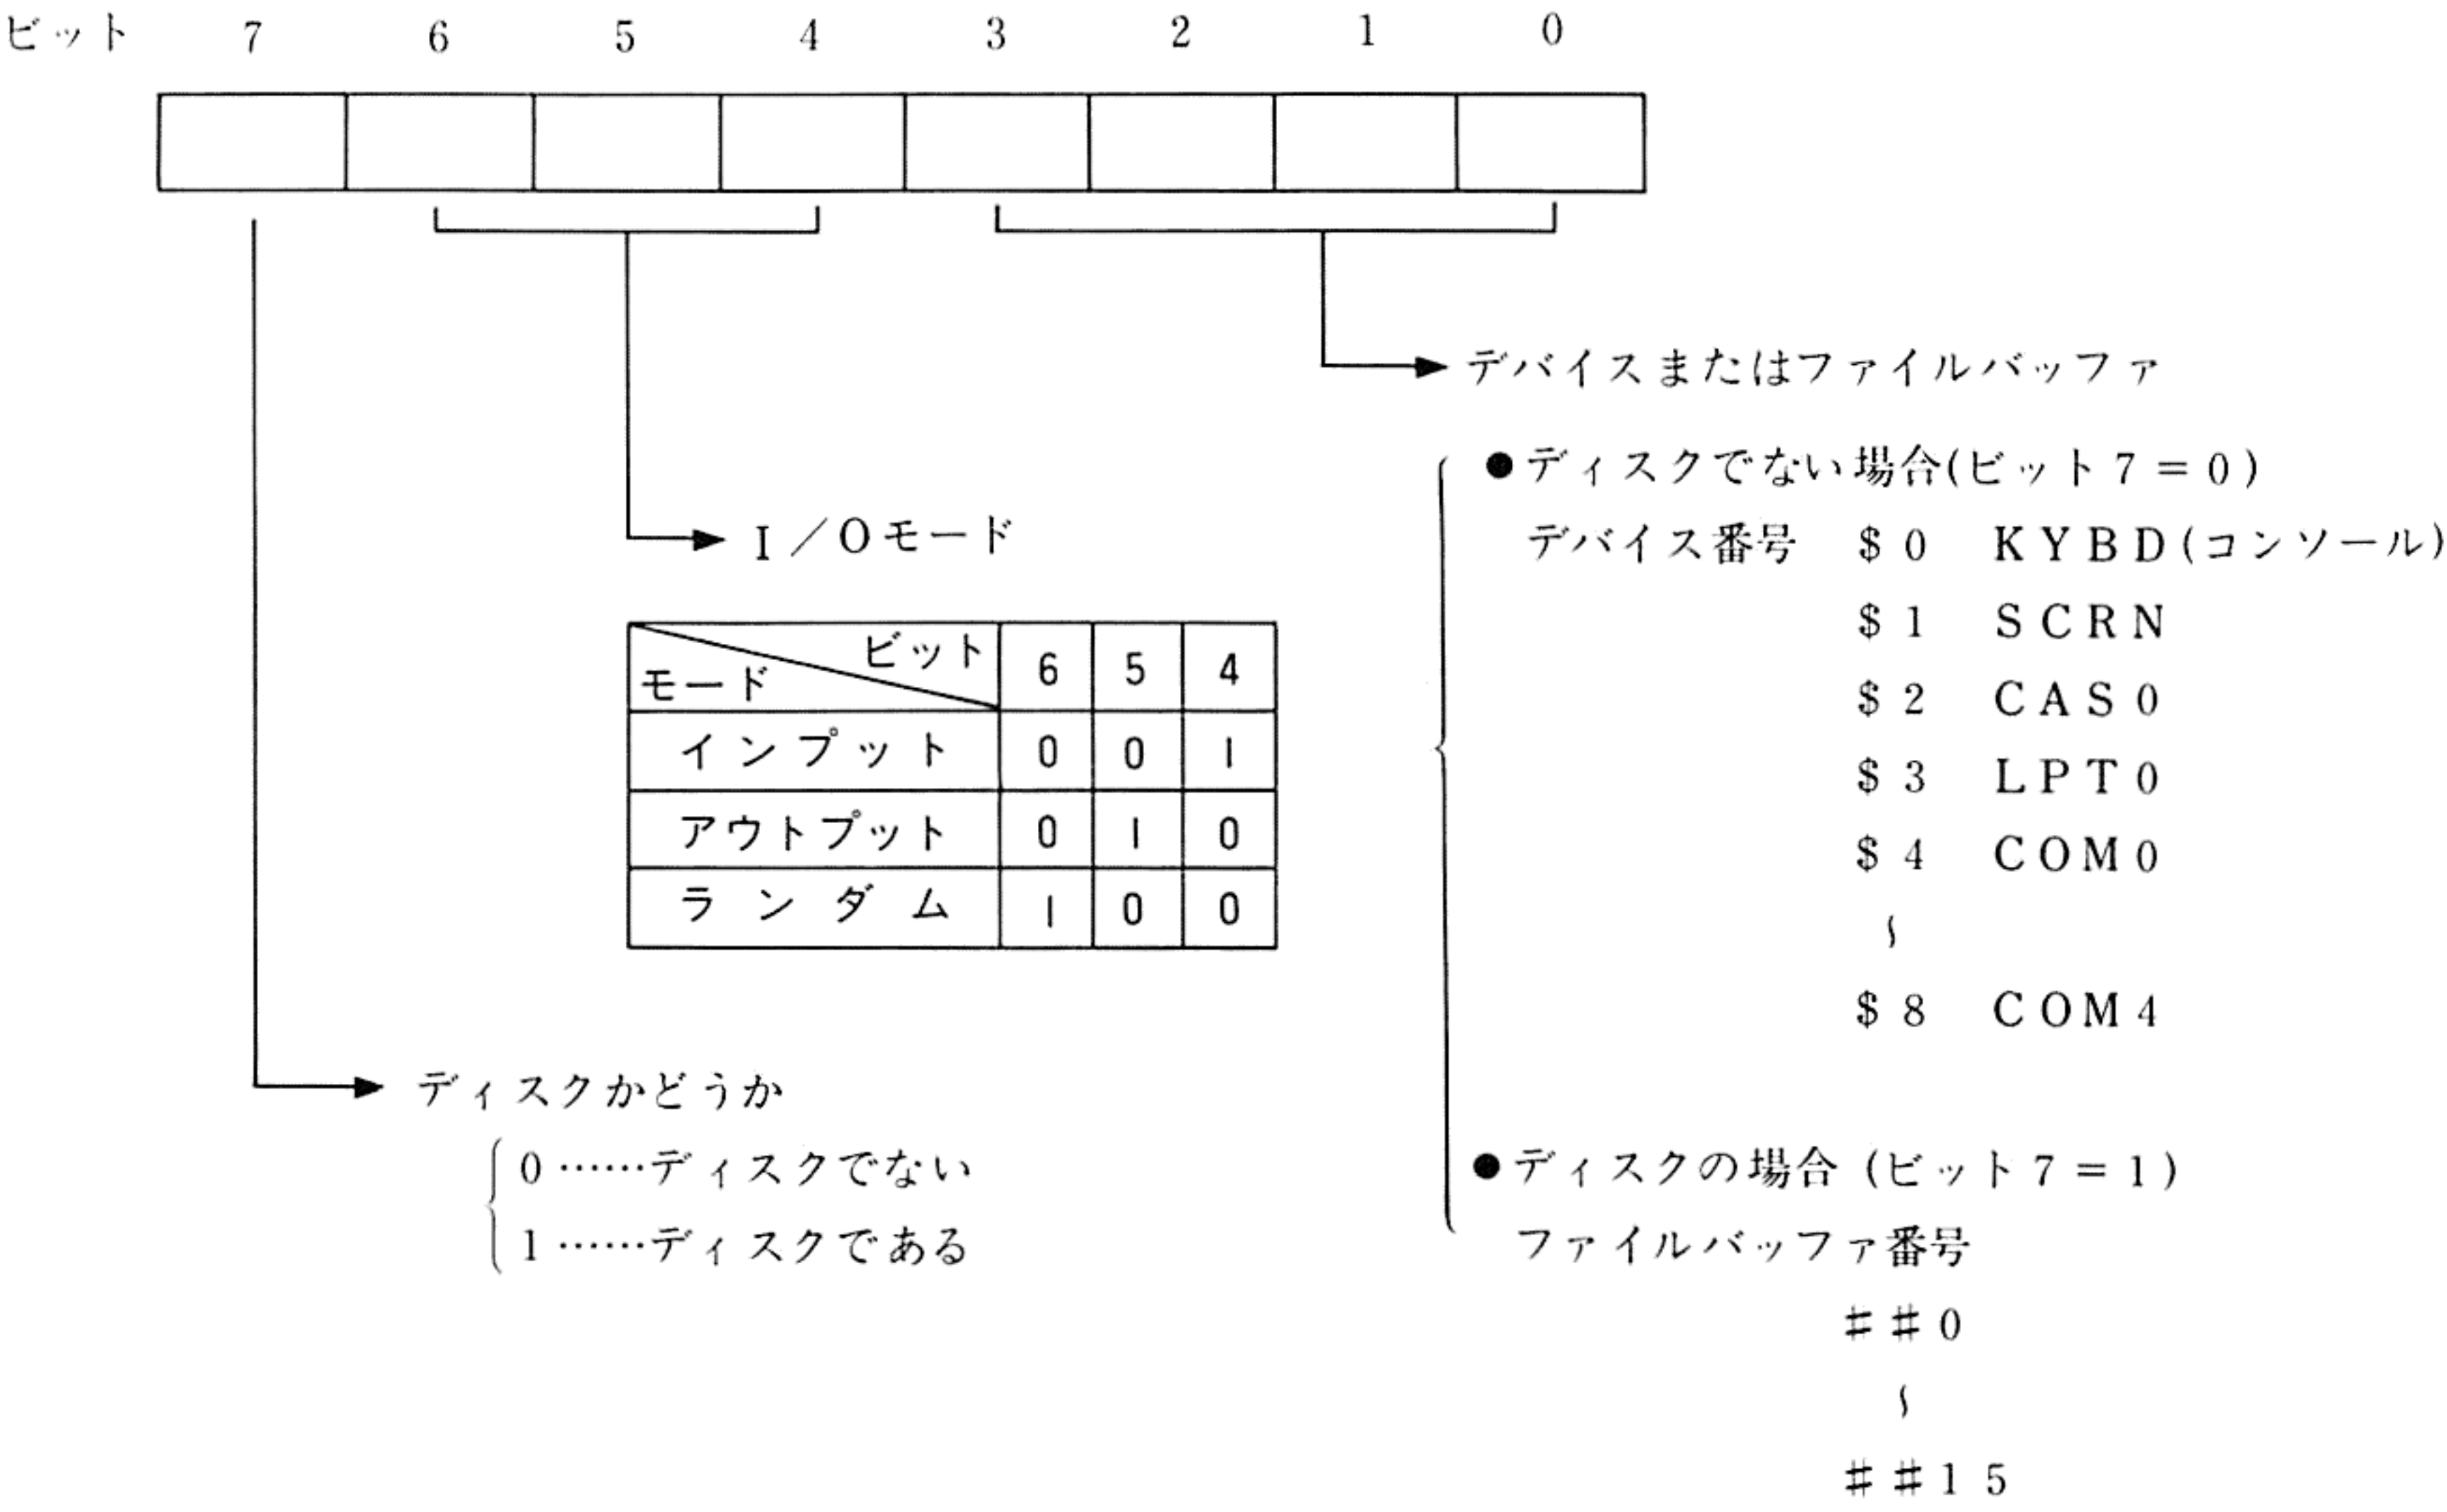 ビット 7 6 5 4 3 2 1 0
デバイスまたはファイルバッファ
●ディスクでない場合(ビット7=0)
デバイス番号 $0 KYBD(コンソール)
$1 SCRN
$2 CAS0
$3 LPT0
$4 COM0
~
$8 COM4
●ディスクの場合(ビット7=1)
ファイルバッファ番号
##0
~
##15
I/Oモード
ビット 6 5 4
モード
インプット 0 0 1
アウトプット 0 1 0
ランダム 1 0 0
ディスクかどうか
0……ディスクでない
1……ディスクである